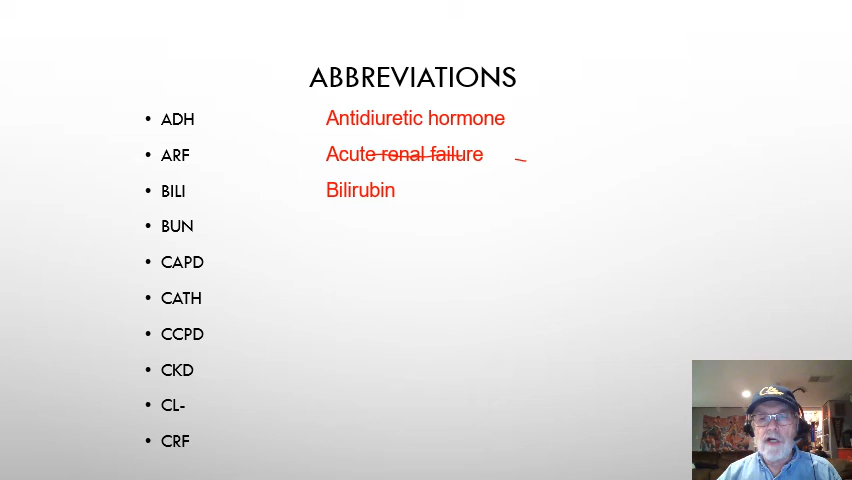 ABBREVIATIONS
• ADH Antidiuretic hormone
• ARF Acute renal failure
• BILI Bilirubin
• BUN
• CAPD
• CATH
• CCPD
• CKD
• CL-
• CRF